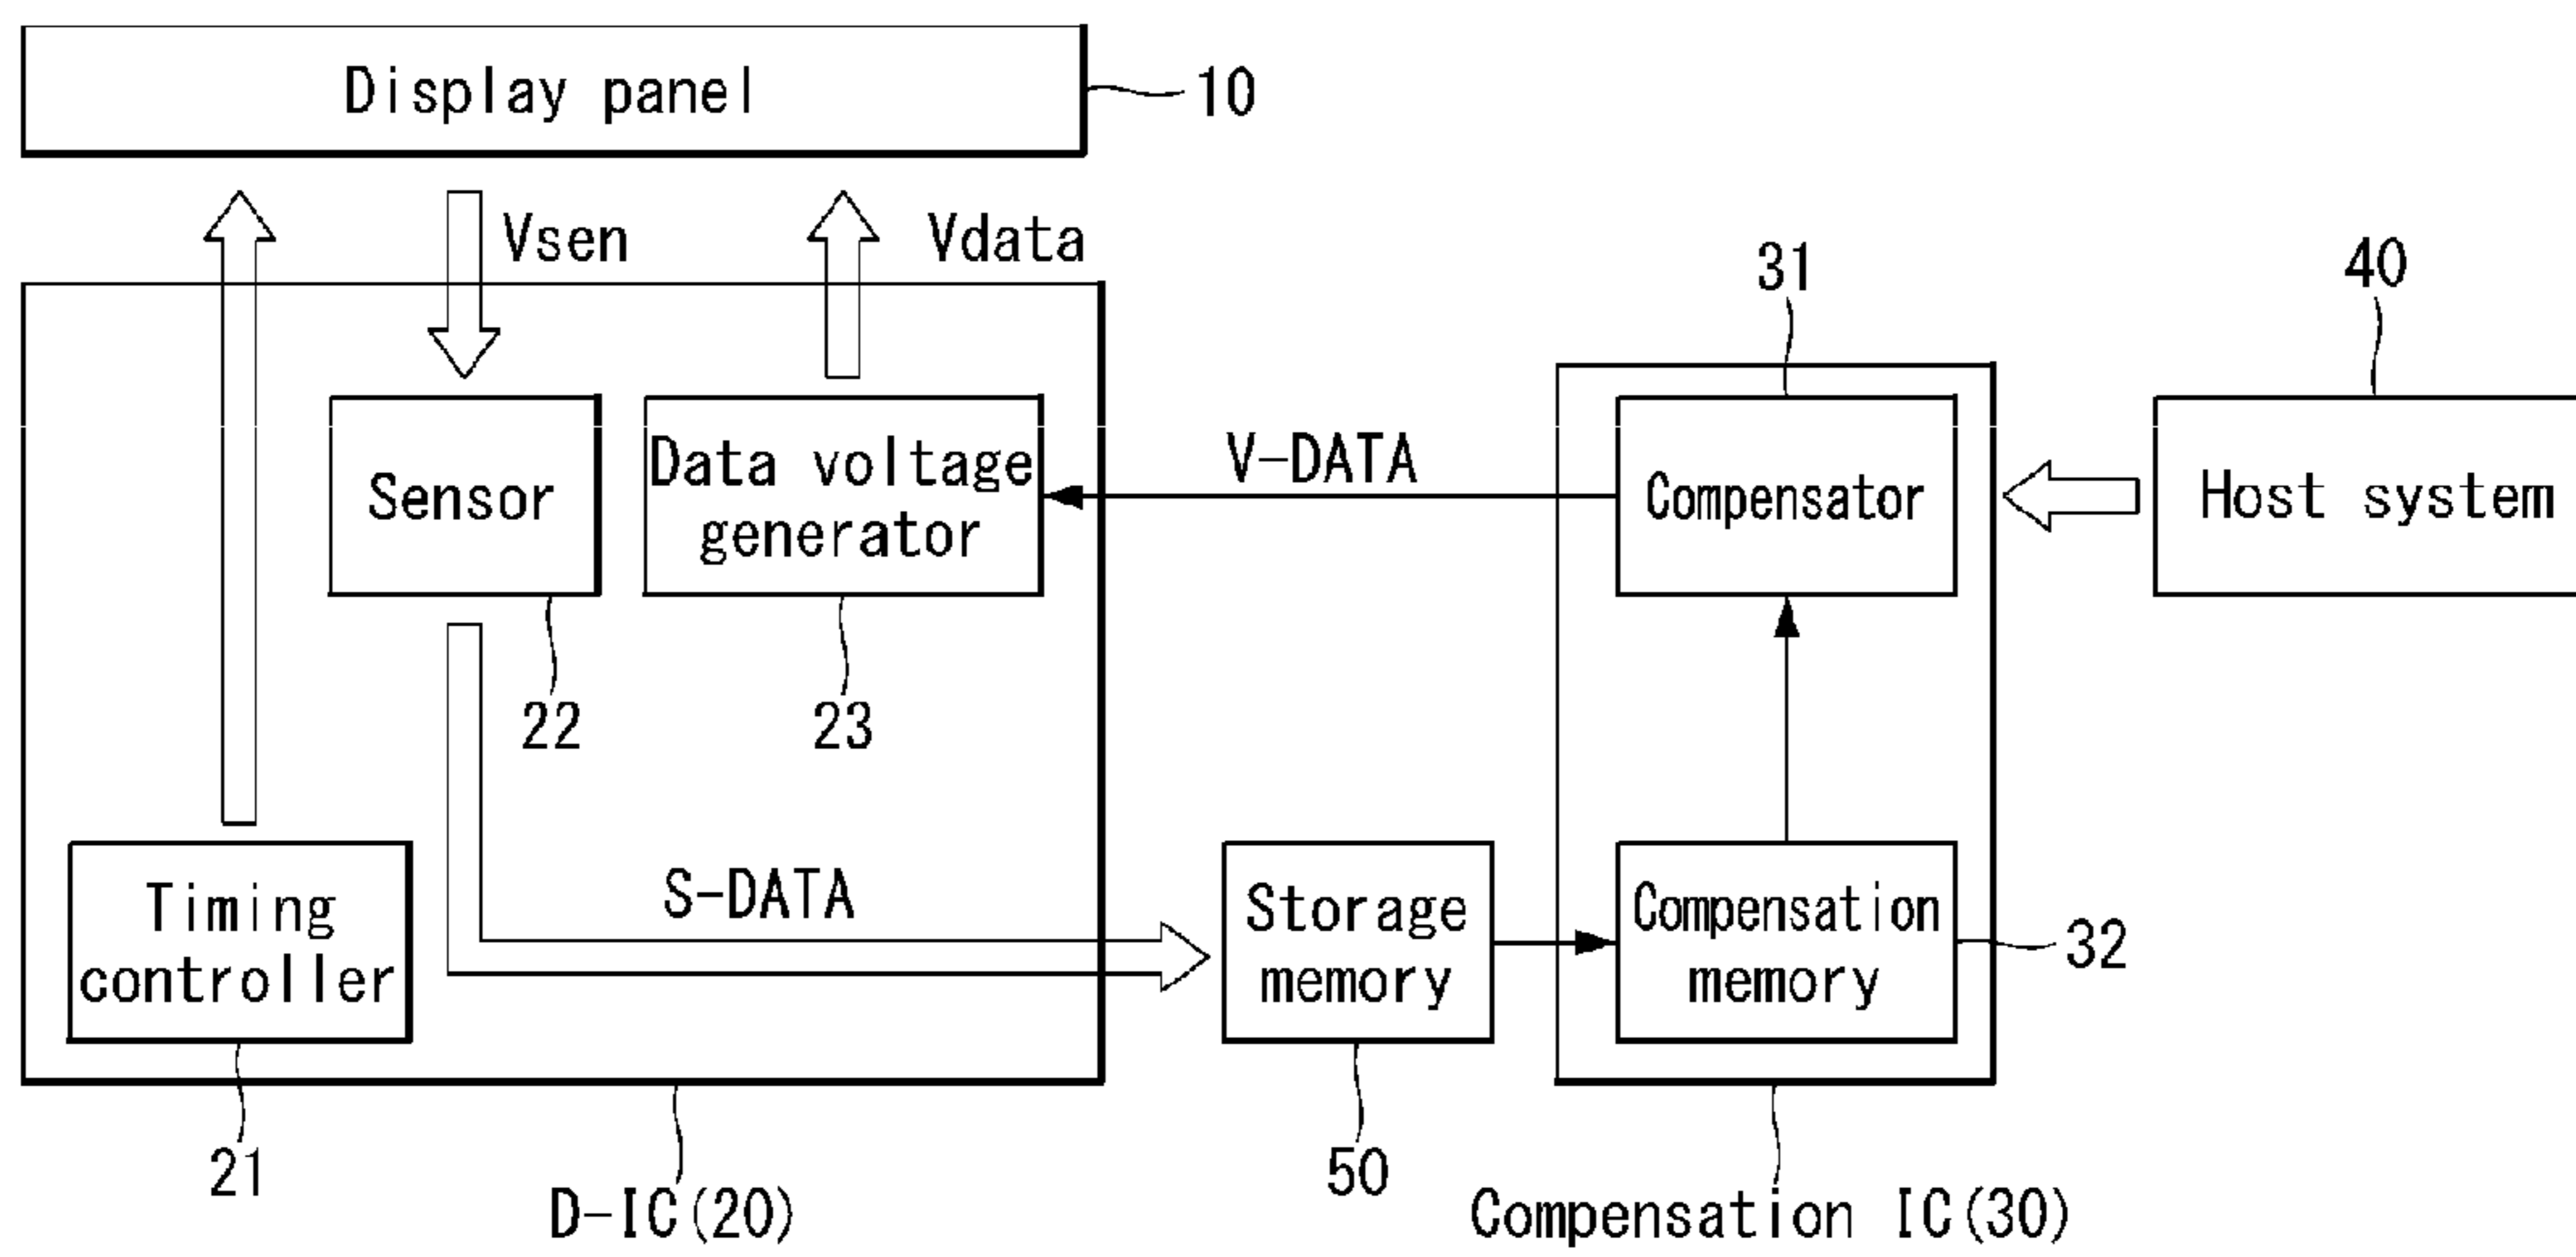 Display panel
10
Vsen
Vdata
31
40
Sensor
Data voltage
generator
V-DATA
Compensator
Host system
22
23
Timing
controller
S-DATA
Storage
memory
Compensation
memory
32
21
50
D-IC(20)
Compensation IC(30)